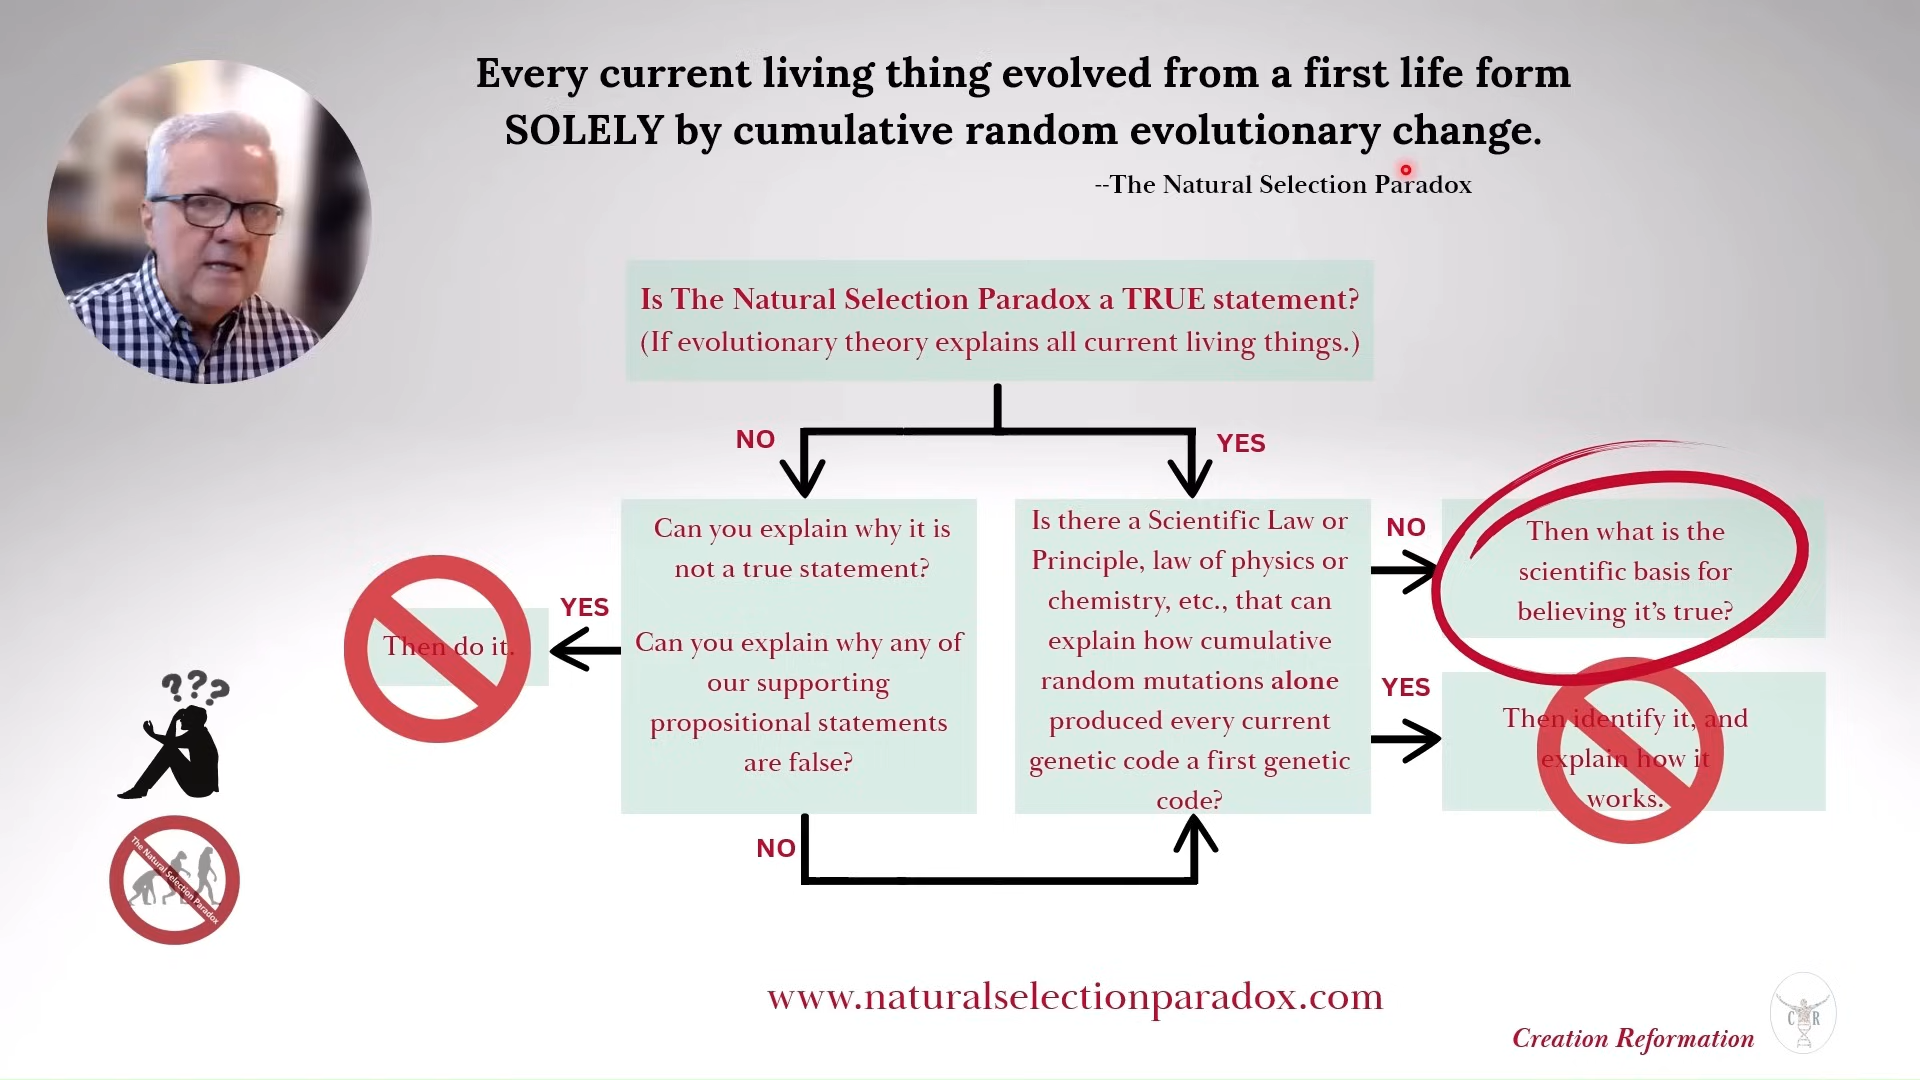 Every current living thing evolved from a first life form
SOLELY by cumulative random evolutionary change.
--The Natural Selection Paradox
Is The Natural Selection Paradox a TRUE statement?
(If evolutionary theory explains all current living things.)
NO
YES
Can you explain why it is
not a true statement?
Can you explain why any of
our supporting
propositional statements
are false?
YES
Then do it.
NO
Is there a Scientific Law or
Principle, law of physics or
chemistry, etc., that can
explain how cumulative
random mutations alone
produced every current
genetic code a first genetic
code?
NO
Then what is the
scientific basis for
believing it's true?
YES
Then identify it, and
explain how it
works.
???
The Natural Selection Paradox
www.naturalselectionparadox.com
Creation Reformation
C R